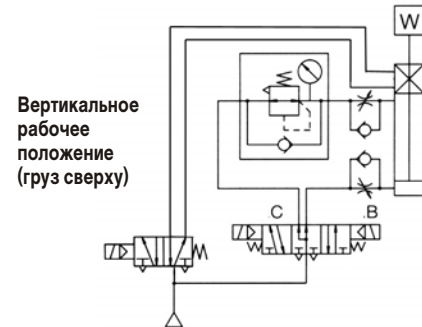 W
Вертикальное
рабочее
положение
(груз сверху)
.C
.B